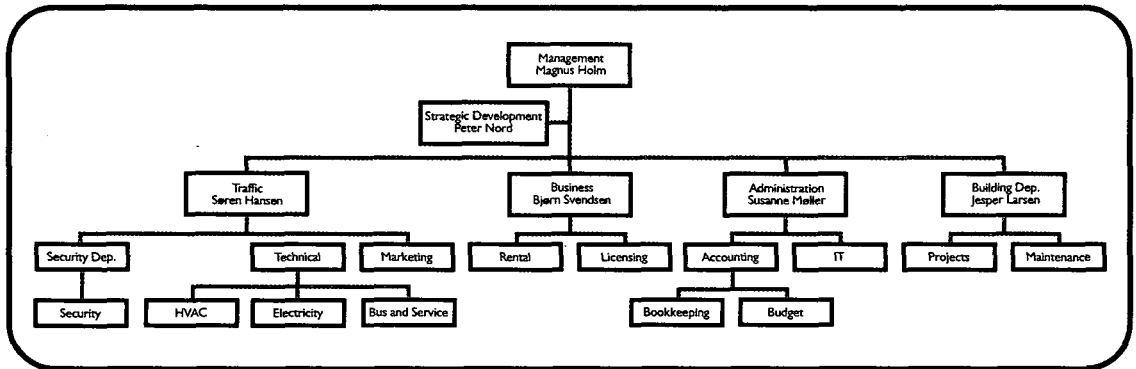 Management
Magnus Holm
Strategic Development
Peter Nord
Traffic
Søren Hansen
Business
Bjørn Svendsen
Administration
Susanne Møller
Building Dep.
Jesper Larsen
Security Dep.
Technical
Marketing
Rental
Licensing
Accounting
IT
Projects
Maintenance
Security
HVAC
Electricity
Bus and Service
Bookkeeping
Budget